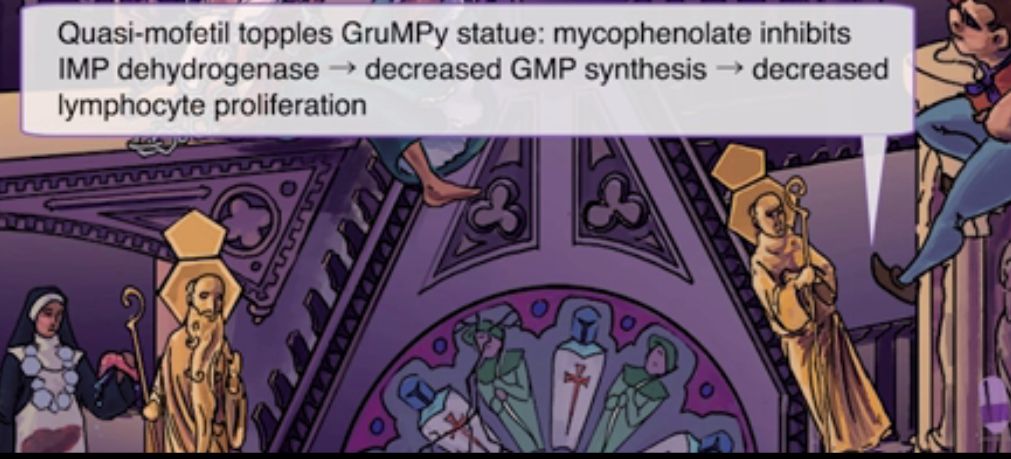 Quasi-mofetil topples GruMPy statue: mycophenolate inhibits
IMP dehydrogenase → decreased GMP synthesis → decreased
lymphocyte proliferation